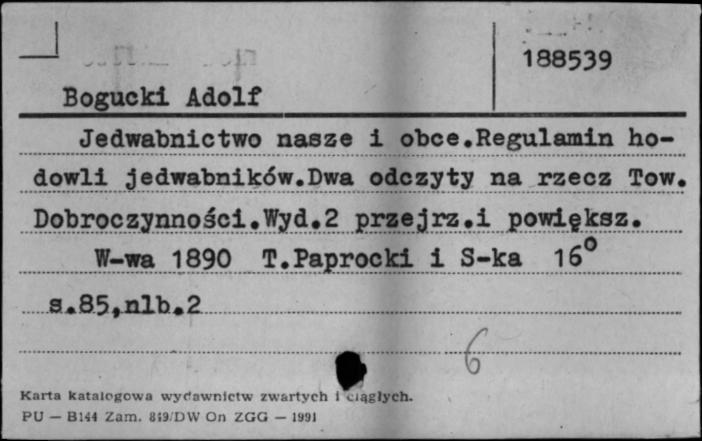 188539
Bogucki Adolf
Jedwabnictwo nasze i obce.Regulamin ho-
dowli jedwabników.Dwa odczyty na rzecz Tow.
Dobroczynności.Wyd.2 przejrz.i powiększ.
W-wa 1890 T.Paprocki i S-ka 16°
s.85,nlb.2
6
Karta katalogowa wydawnictw zwartych i ciągłych.
PU — B144 Zam. 819/DW On ZGG — 1991